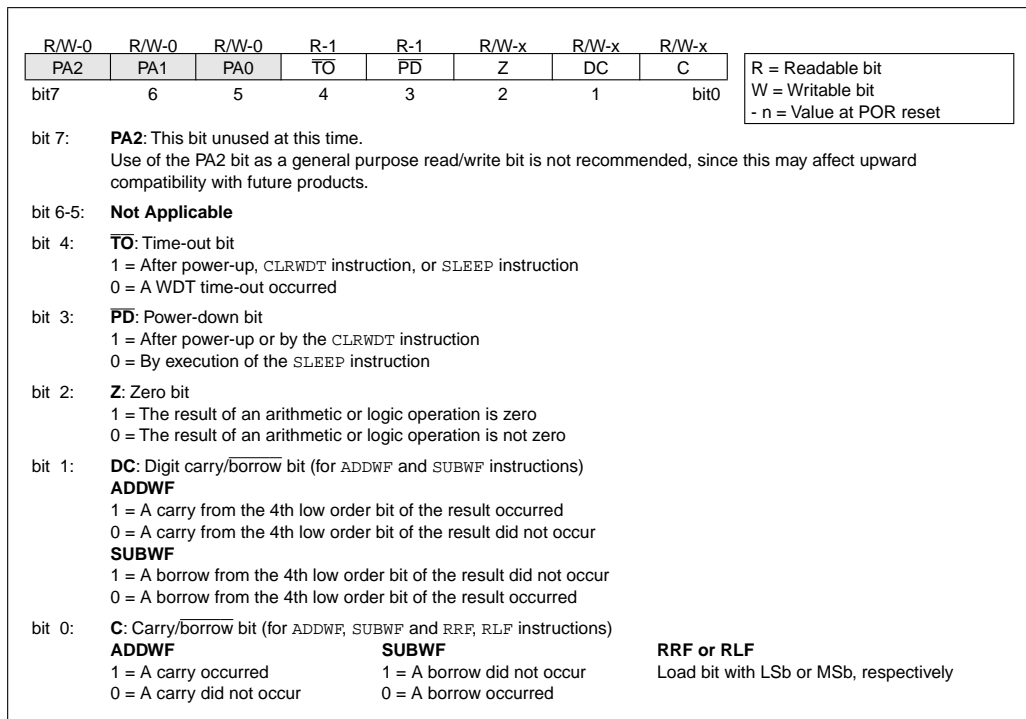 R/W-0 R/W-0 R/W-0 R-1 R-1 R/W-x R/W-x R/W-x
PA2 PA1 PA0 T̅O̅ P̅D̅ Z DC C
bit7 6 5 4 3 2 1 bit0
R = Readable bit
W = Writable bit
- n = Value at POR reset
bit 7: PA2: This bit unused at this time.
Use of the PA2 bit as a general purpose read/write bit is not recommended, since this may affect upward
compatibility with future products.
bit 6-5: Not Applicable
bit 4: T̅O̅: Time-out bit
1 = After power-up, CLRWDT instruction, or SLEEP instruction
0 = A WDT time-out occurred
bit 3: P̅D̅: Power-down bit
1 = After power-up or by the CLRWDT instruction
0 = By execution of the SLEEP instruction
bit 2: Z: Zero bit
1 = The result of an arithmetic or logic operation is zero
0 = The result of an arithmetic or logic operation is not zero
bit 1: DC: Digit carry/b̅o̅r̅r̅o̅w̅ bit (for ADDWF and SUBWF instructions)
ADDWF
1 = A carry from the 4th low order bit of the result occurred
0 = A carry from the 4th low order bit of the result did not occur
SUBWF
1 = A borrow from the 4th low order bit of the result did not occur
0 = A borrow from the 4th low order bit of the result occurred
bit 0: C: Carry/b̅o̅r̅r̅o̅w̅ bit (for ADDWF, SUBWF and RRF, RLF instructions)
ADDWF SUBWF RRF or RLF
1 = A carry occurred 1 = A borrow did not occur Load bit with LSb or MSb, respectively
0 = A carry did not occur 0 = A borrow occurred